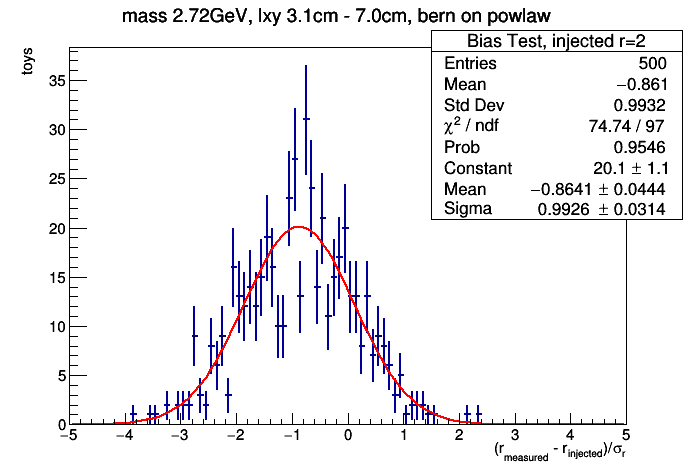 mass 2.72GeV, lxy 3.1cm - 7.0cm, bern on powlaw
Bias Test, injected r=2
Entries 500
Mean −0.861
Std Dev 0.9932
χ² / ndf 74.74 / 97
Prob 0.9546
Constant 20.1 ± 1.1
Mean −0.8641 ± 0.0444
Sigma 0.9926 ± 0.0314
toys
35
30
25
20
15
10
5
0
−5 −4 −3 −2 −1 0 1 2 3 4 5
(r_measured - r_injected)/σ_r